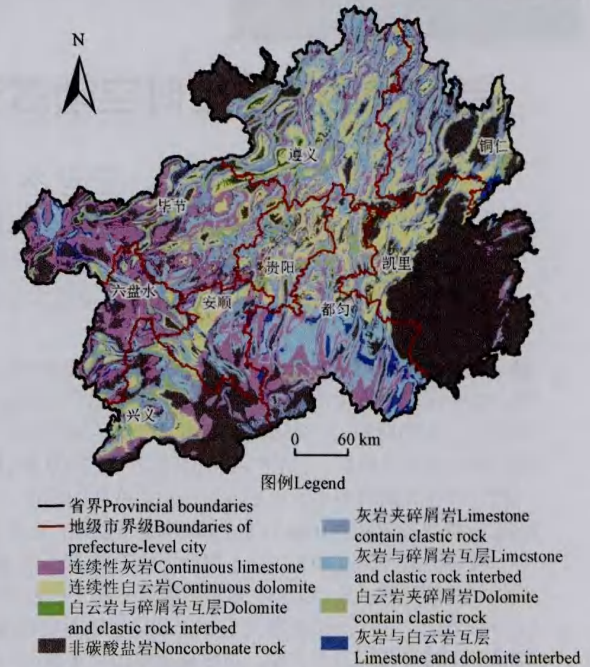 N
铜仁
遵义
毕节
贵阳
凯里
六盘水
安顺
都匀
兴义
0 60 km
图例Legend
省界Provincial boundaries
地级市界级Boundaries of
prefecture-level city
连续性灰岩Continuous limestone
连续性白云岩Continuous dolomite
白云岩与碎屑岩互层Dolomite
and clastic rock interbed
非碳酸盐岩Noncorbonate rock
灰岩夹碎屑岩Limestone
contain clastic rock
灰岩与碎屑岩互层Limcstone
and clastic rock interbed
白云岩夹碎屑岩Dolomite
contain clastic rock
灰岩与白云岩互层
Limestone and dolomite interbed